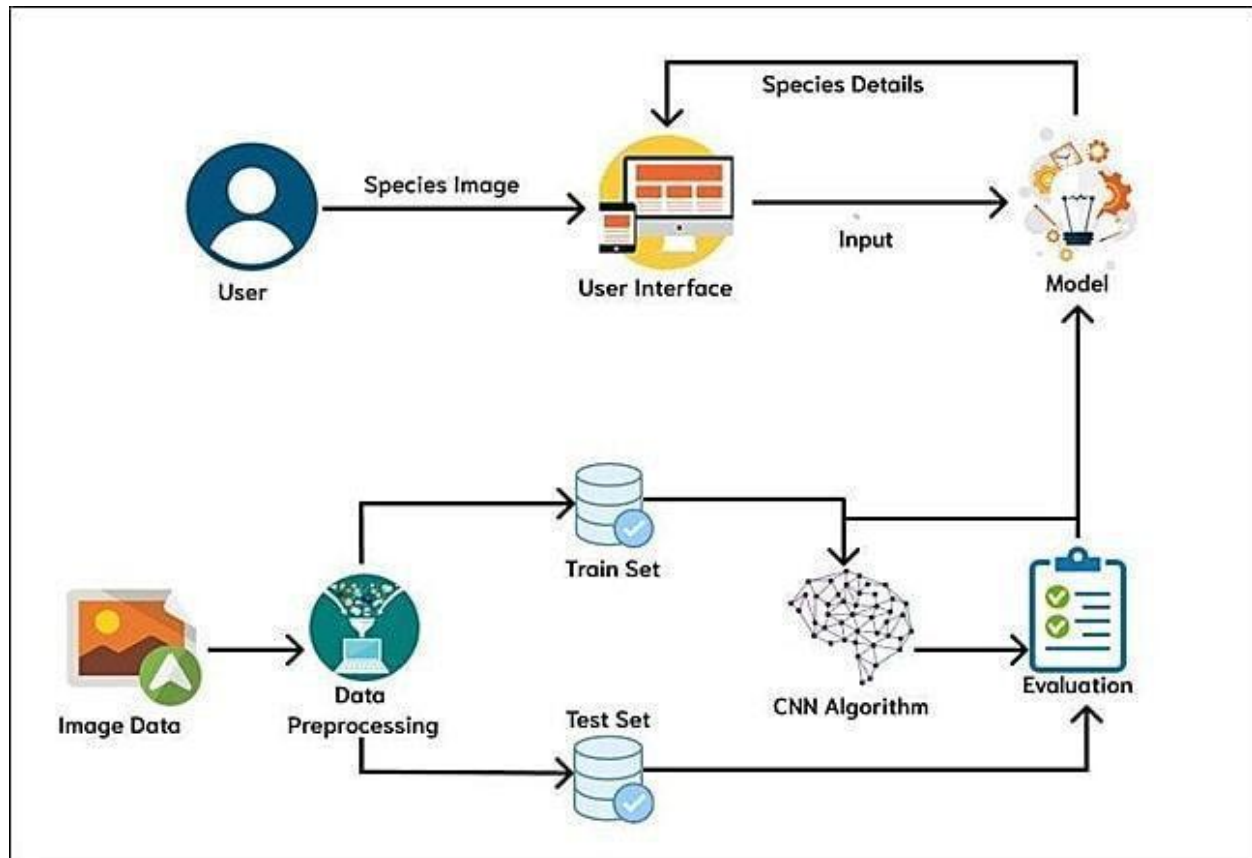 Species Details
Species Image
Input
User
User Interface
Model
Train Set
Image Data
Data
Preprocessing
Test Set
CNN Algorithm
Evaluation